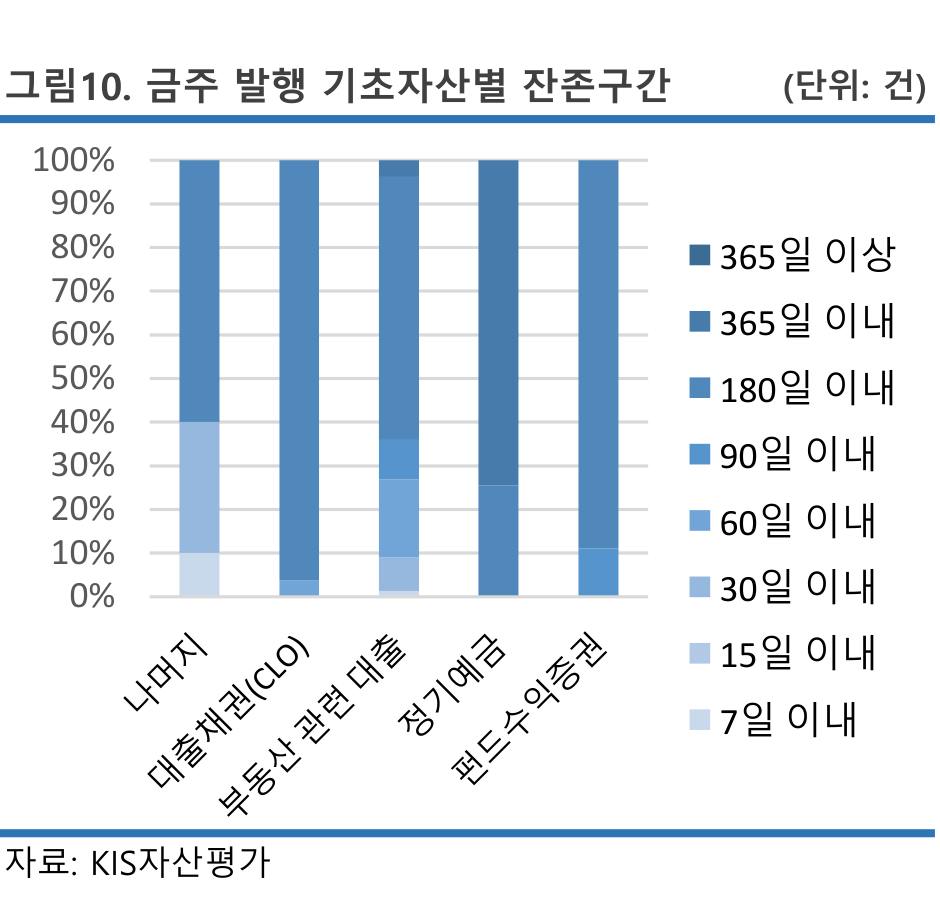 그림10. 금주 발행 기초자산별 잔존구간 (단위: 건)
100%
90%
80%
70%
60%
50%
40%
30%
20%
10%
0%
나머지
대출채권(CLO)
부동산 관련 대출
정기예금
펀드수익증권
365일 이상
365일 이내
180일 이내
90일 이내
60일 이내
30일 이내
15일 이내
7일 이내
자료: KIS자산평가